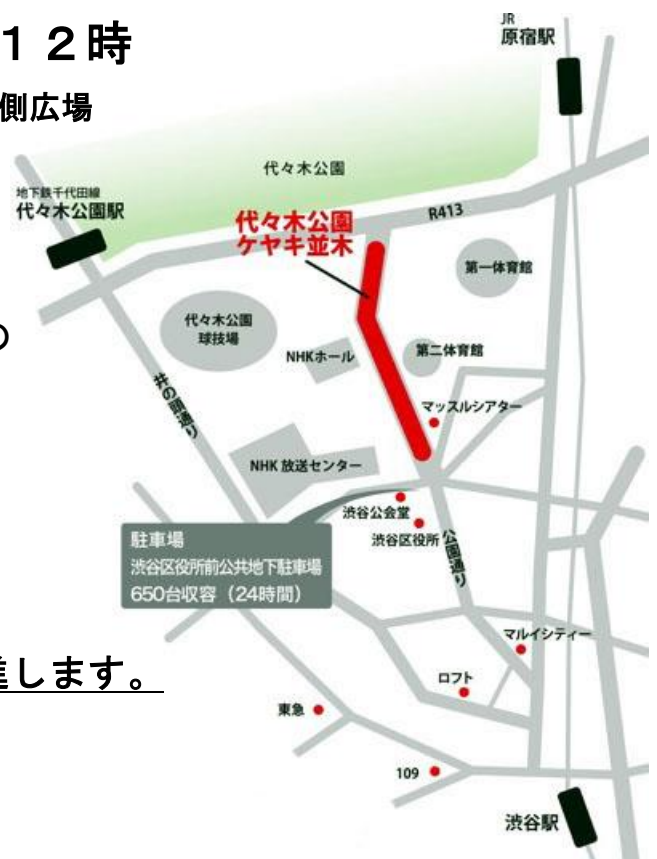 １２時
側広場
JR
原宿駅
代々木公園
地下鉄千代田線
代々木公園駅
R413
代々木公園
ケヤキ並木
第一体育館
代々木公園
球技場
の
NHKホール
第二体育館
井の頭通り
マッスルシアター
NHK 放送センター
渋谷公会堂
渋谷区役所
公園通り
駐車場
渋谷区役所前公共地下駐車場
650台収容（24時間）
マルイシティー
進します。
ロフト
東急
109
渋谷駅